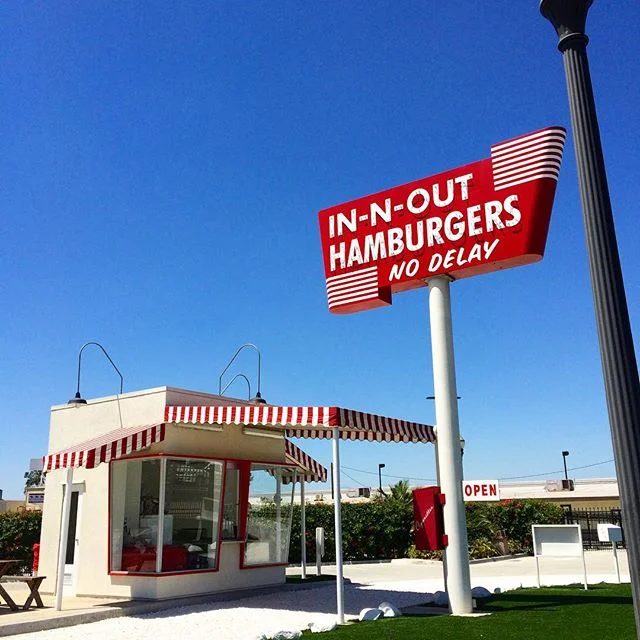 IN-N-OUT
HAMBURGERS
NO DELAY
OPEN